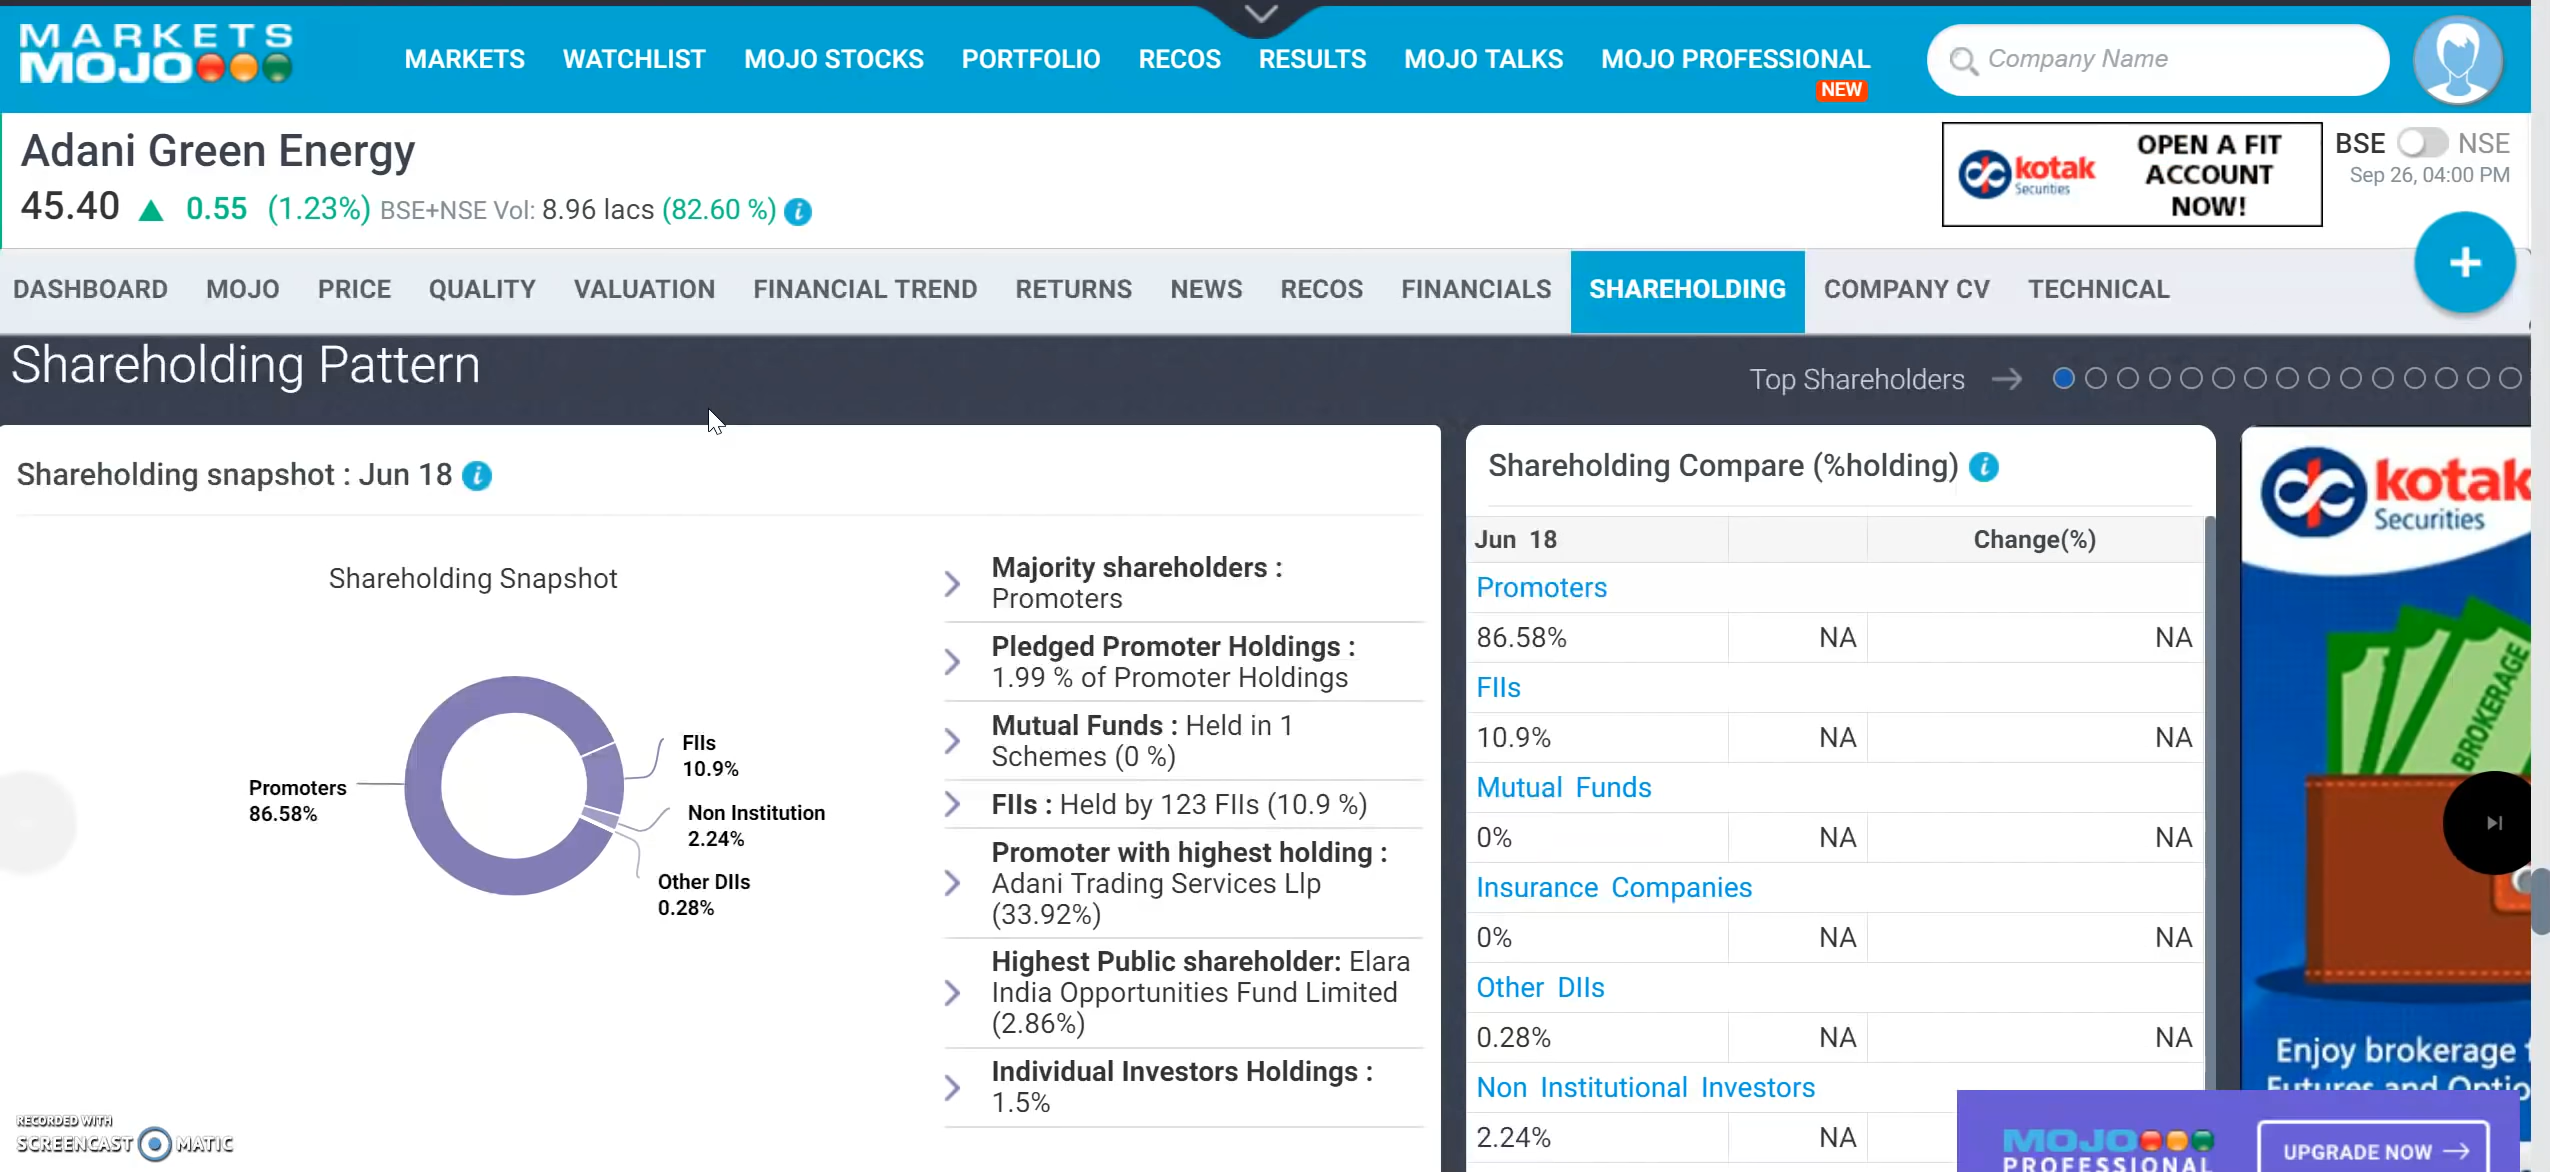 MARKETS
MOJO
MARKETS WATCHLIST MOJO STOCKS PORTFOLIO RECOS RESULTS MOJO TALKS MOJO PROFESSIONAL
NEW
Company Name
Adani Green Energy
45.40 ▲ 0.55 (1.23%) BSE+NSE Vol: 8.96 lacs (82.60 %) i
kotak
Securities
OPEN A FIT
ACCOUNT
NOW!
BSE NSE
Sep 26, 04:00 PM
+
DASHBOARD MOJO PRICE QUALITY VALUATION FINANCIAL TREND RETURNS NEWS RECOS FINANCIALS SHAREHOLDING COMPANY CV TECHNICAL
Shareholding Pattern
Top Shareholders →
Shareholding snapshot : Jun 18 i
Shareholding Snapshot
Promoters
86.58%
FIIs
10.9%
Non Institution
2.24%
Other DIIs
0.28%
Majority shareholders :
Promoters
Pledged Promoter Holdings :
1.99 % of Promoter Holdings
Mutual Funds : Held in 1
Schemes (0 %)
FIIs : Held by 123 FIIs (10.9 %)
Promoter with highest holding :
Adani Trading Services Llp
(33.92%)
Highest Public shareholder: Elara
India Opportunities Fund Limited
(2.86%)
Individual Investors Holdings :
1.5%
Shareholding Compare (%holding) i
Jun 18 Change(%)
Promoters
86.58% NA NA
FIIs
10.9% NA NA
Mutual Funds
0% NA NA
Insurance Companies
0% NA NA
Other DIIs
0.28% NA NA
Non Institutional Investors
2.24% NA
kotak
Securities
BROKERAGE
Enjoy brokerage
Futures and
MOJO
PROFESSIONAL
UPGRADE NOW →
RECORDED WITH
SCREENCAST MATIC